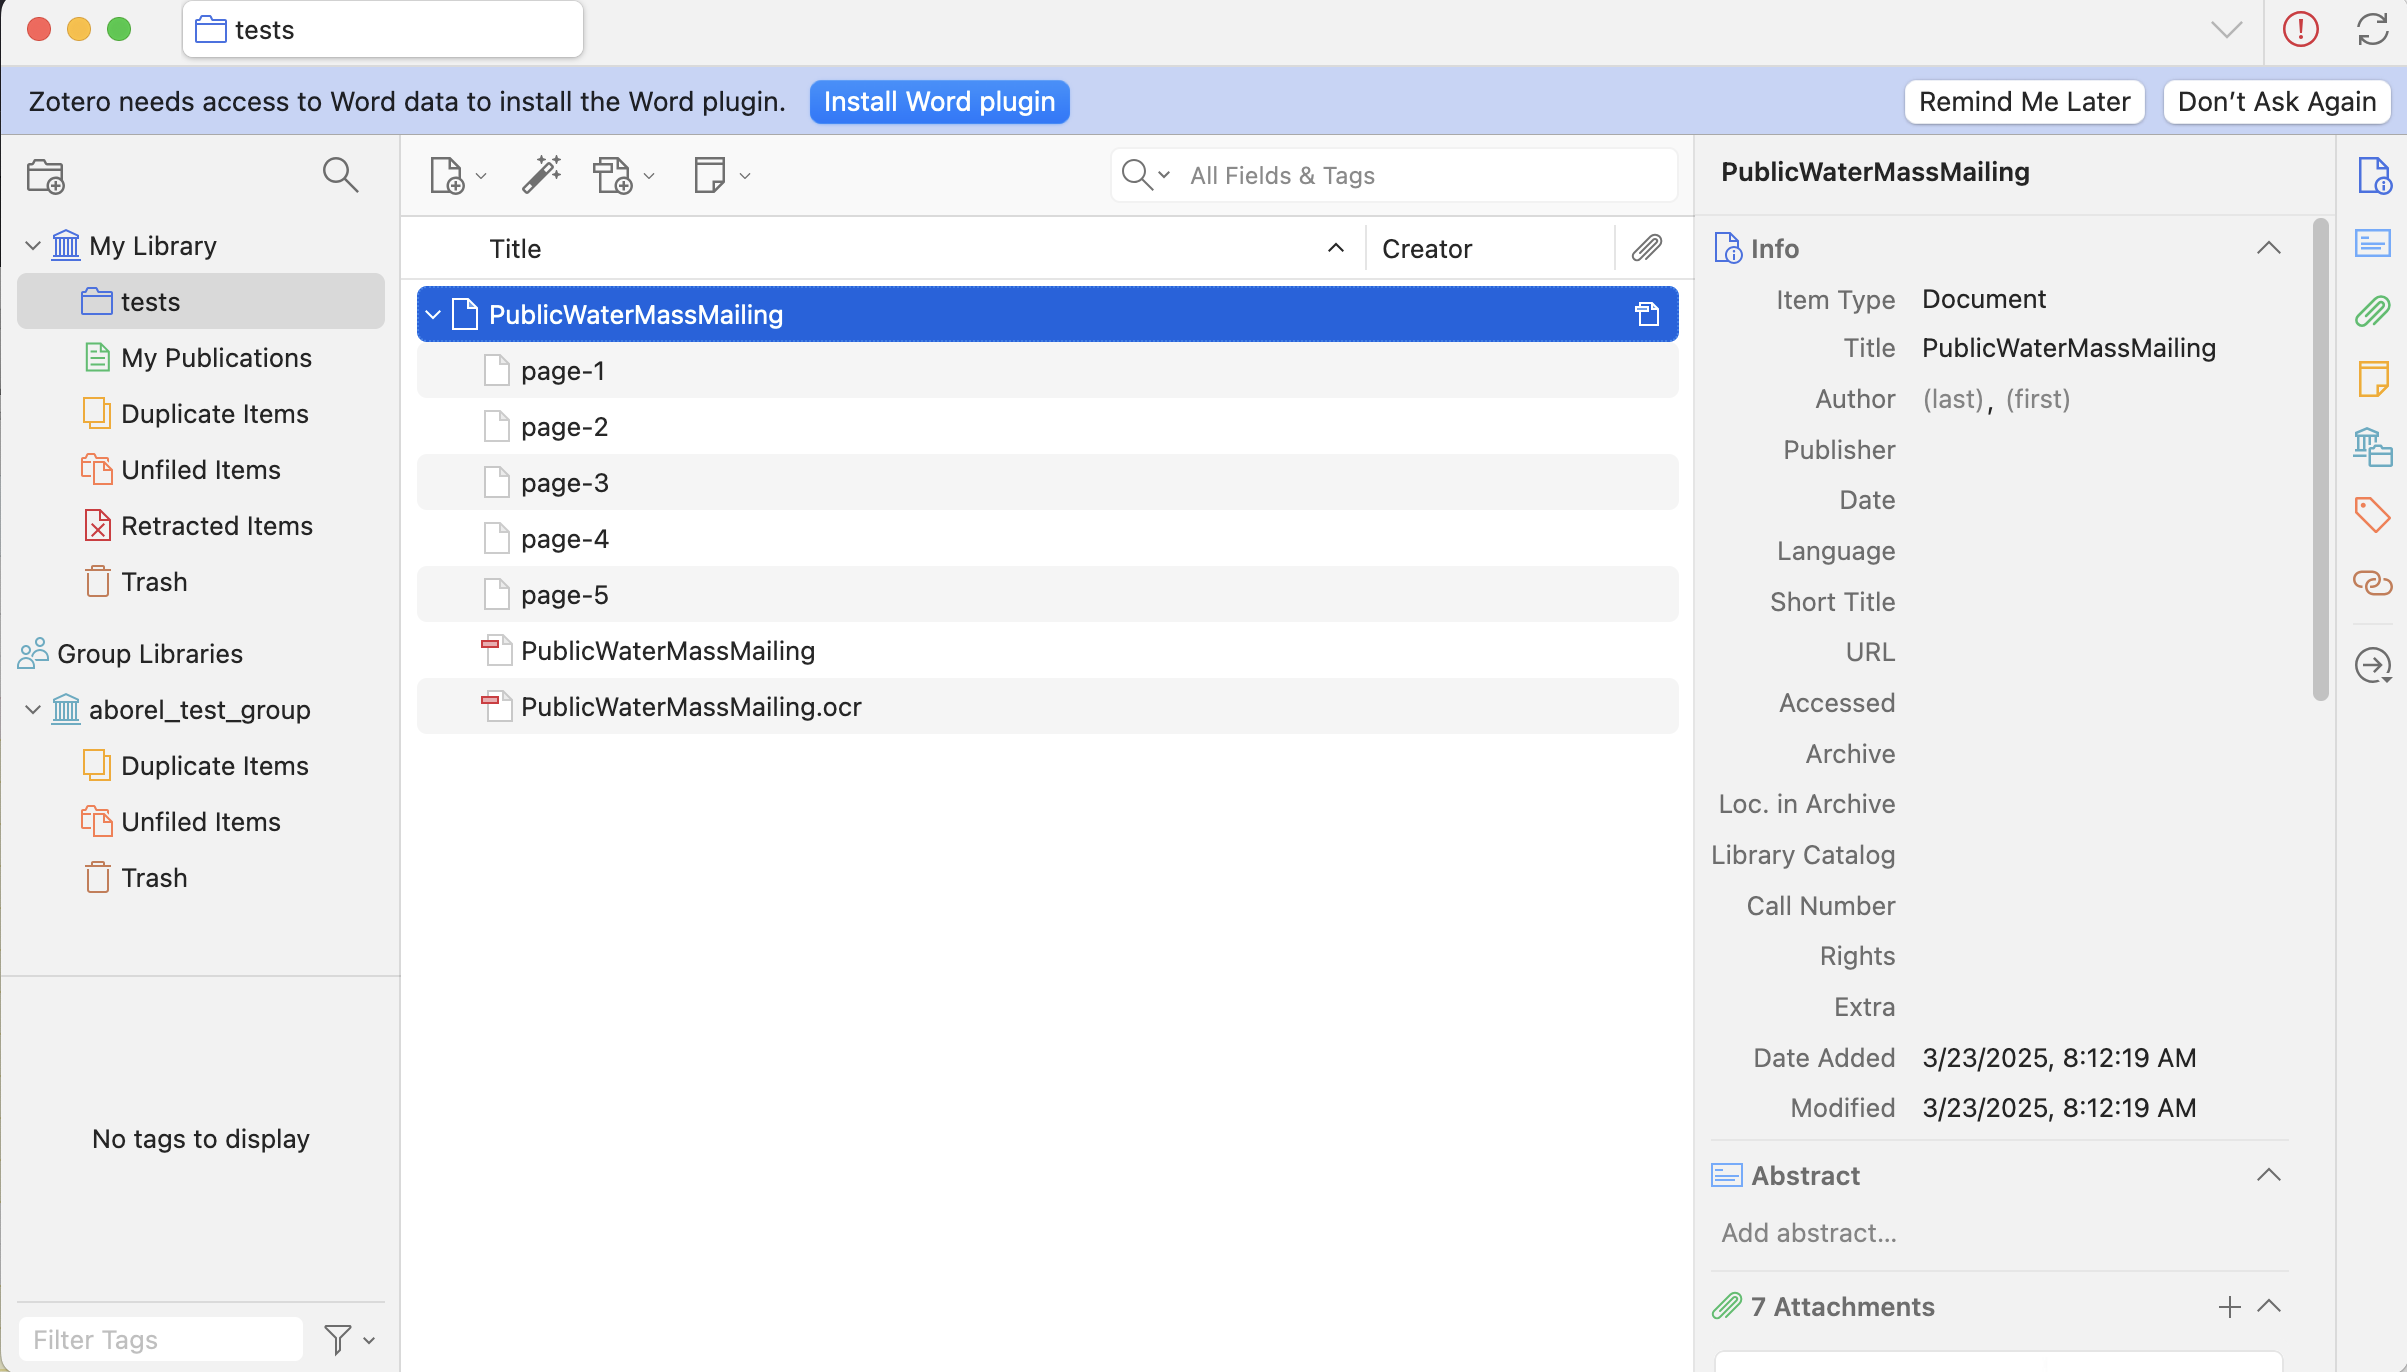 tests
Zotero needs access to Word data to install the Word plugin. Install Word plugin Remind Me Later Don’t Ask Again
My Library
tests
My Publications
Duplicate Items
Unfiled Items
Retracted Items
Trash
Group Libraries
aborel_test_group
Duplicate Items
Unfiled Items
Trash
No tags to display
Filter Tags
All Fields & Tags
Title Creator
PublicWaterMassMailing
page-1
page-2
page-3
page-4
page-5
PublicWaterMassMailing
PublicWaterMassMailing.ocr
PublicWaterMassMailing
Info
Item Type Document
Title PublicWaterMassMailing
Author (last), (first)
Publisher
Date
Language
Short Title
URL
Accessed
Archive
Loc. in Archive
Library Catalog
Call Number
Rights
Extra
Date Added 3/23/2025, 8:12:19 AM
Modified 3/23/2025, 8:12:19 AM
Abstract
Add abstract...
7 Attachments